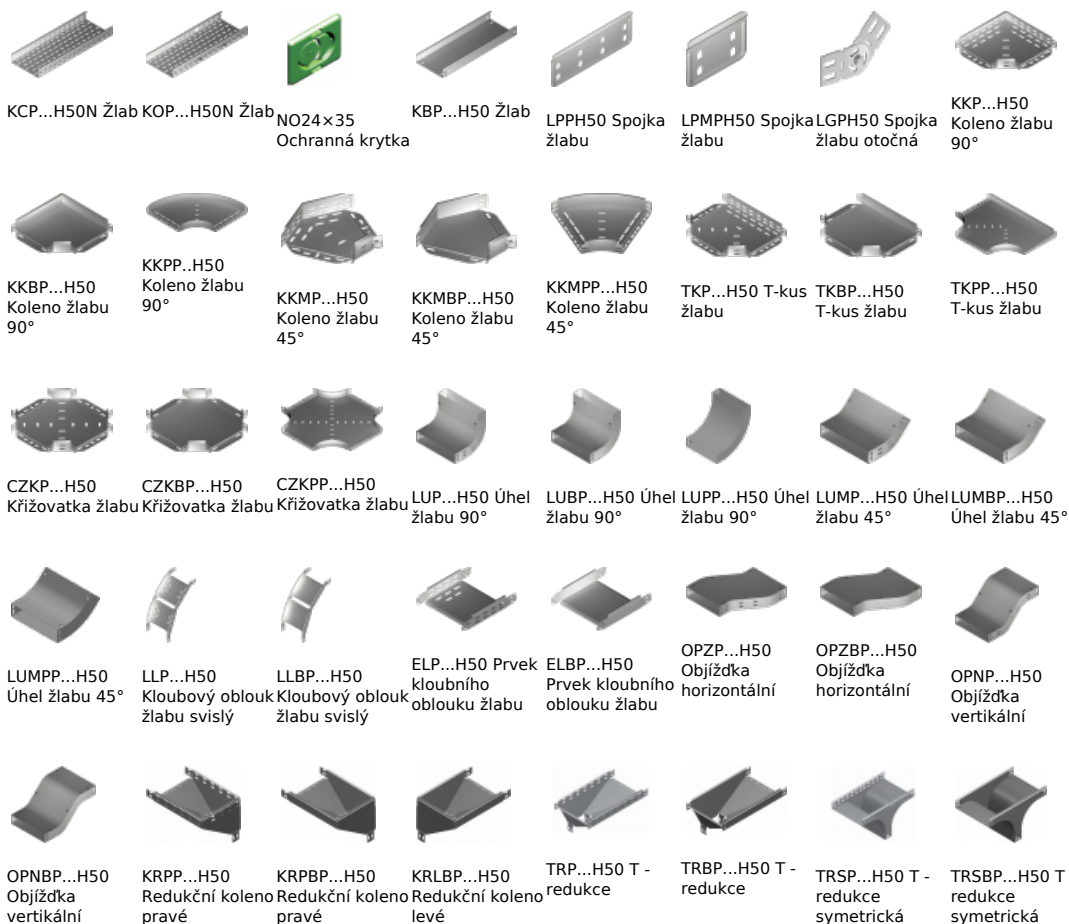 KCP...H50N Žlab
KOP...H50N Žlab
NO24×35
Ochranná krytka
KBP...H50 Žlab
LPPH50 Spojka
žlabu
LPMPH50 Spojka
žlabu
LGPH50 Spojka
žlabu otočná
KKP...H50
Koleno žlabu
90°
KKBP...H50
Koleno žlabu
90°
KKPP..H50
Koleno žlabu
90°
KKMP...H50
Koleno žlabu
45°
KKMBP...H50
Koleno žlabu
45°
KKMPP...H50
Koleno žlabu
45°
TKP...H50 T-kus
žlabu
TKBP...H50
T-kus žlabu
TKPP...H50
T-kus žlabu
CZKP...H50
Křižovatka žlabu
CZKBP...H50
Křižovatka žlabu
CZKPP...H50
Křižovatka žlabu
LUP...H50 Úhel
žlabu 90°
LUBP...H50 Úhel
žlabu 90°
LUPP...H50 Úhel
žlabu 90°
LUMP...H50 Úhel
žlabu 45°
LUMBP...H50
Úhel žlabu 45°
LUMPP...H50
Úhel žlabu 45°
LLP...H50
Kloubový oblouk
žlabu svislý
LLBP...H50
Kloubový oblouk
žlabu svislý
ELP...H50 Prvek
kloubního
oblouku žlabu
ELBP...H50
Prvek kloubního
oblouku žlabu
OPZP...H50
Objížďka
horizontální
OPZBP...H50
Objížďka
horizontální
OPNP...H50
Objížďka
vertikální
OPNBP...H50
Objížďka
vertikální
KRPP...H50
Redukční koleno
pravé
KRPBP...H50
Redukční koleno
pravé
KRLBP...H50
Redukční koleno
levé
TRP...H50 T -
redukce
TRBP...H50 T -
redukce
TRSP...H50 T -
redukce
symetrická
TRSBP...H50 T
redukce
symetrická